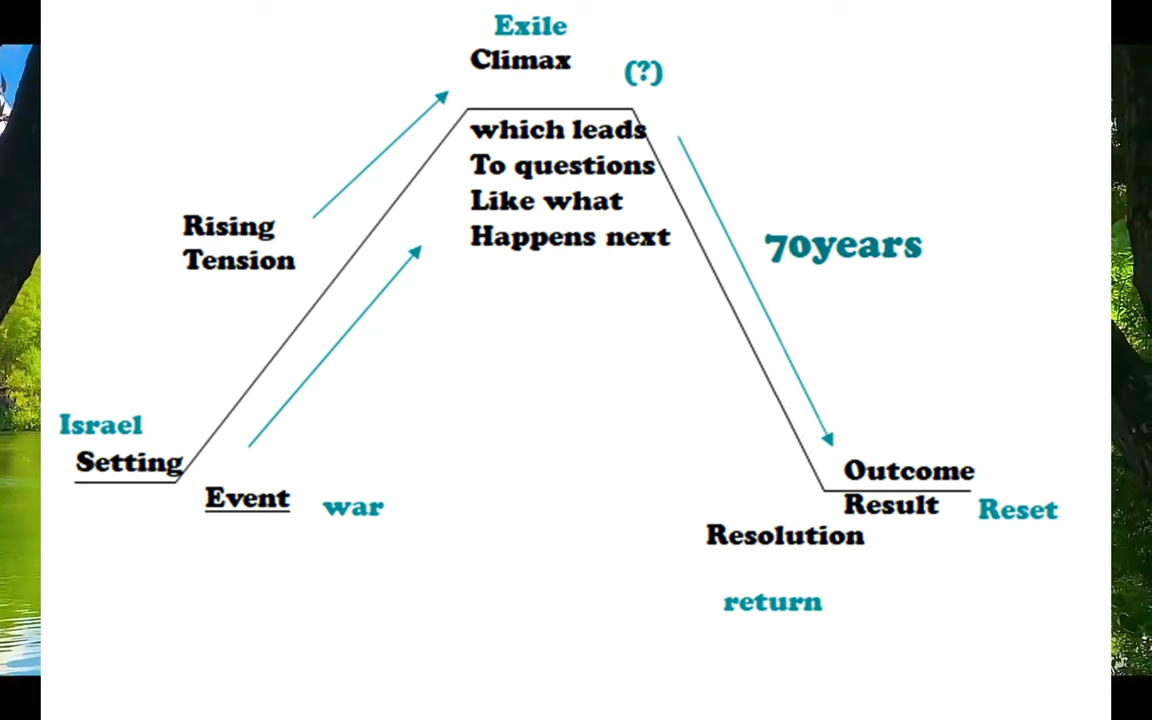 Exile
Climax
(?)
which leads
To questions
Like what
Happens next
Rising
Tension
70years
Israel
Setting
Event
war
Outcome
Result
Reset
Resolution
return